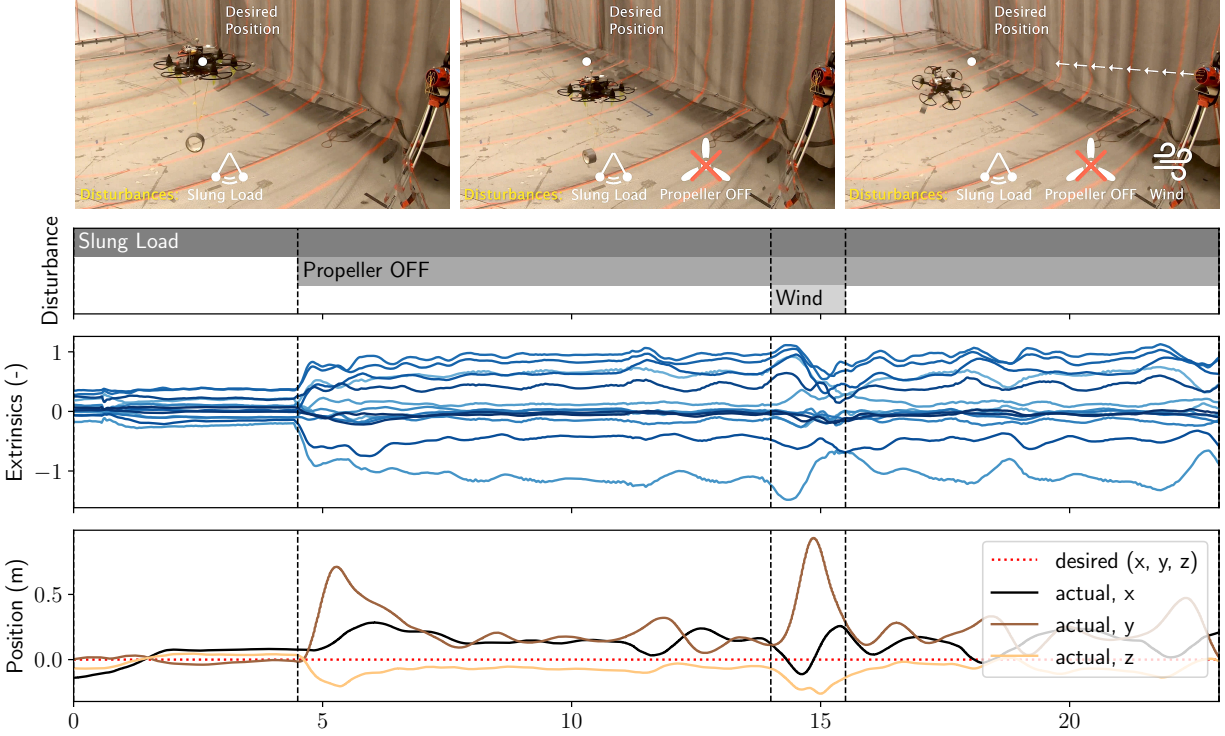 Desired
Position
Disturbances: Slung Load
Desired
Position
Disturbances: Slung Load Propeller OFF
Desired
Position
Disturbances: Slung Load Propeller OFF Wind
Disturbance
Slung Load
Propeller OFF
Wind
Extrinsics (-)
1
0
−1
Position (m)
0.5
0.0
desired (x, y, z)
actual, x
actual, y
actual, z
0 5 10 15 20